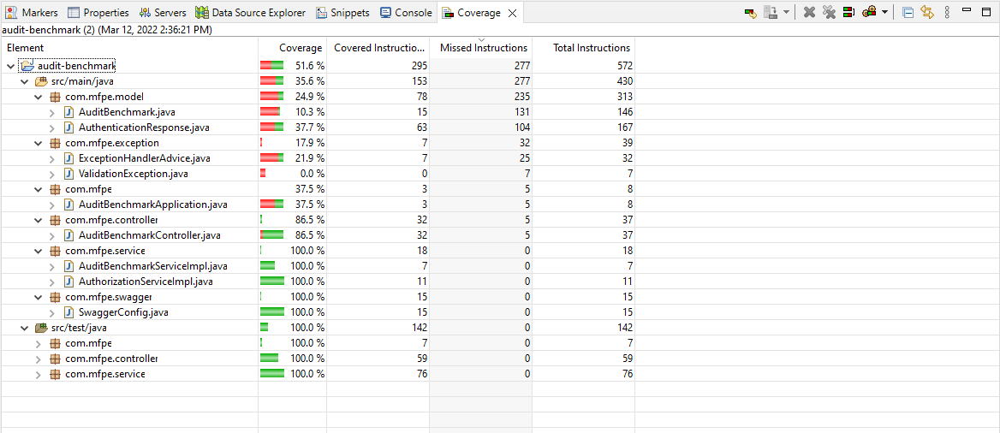 Markers Properties Servers Data Source Explorer Snippets Console Coverage
audit-benchmark (2) (Mar 12, 2022 2:36:21 PM)
Element Coverage Covered Instructio... Missed Instructions Total Instructions
audit-benchmark 51.6 % 295 277 572
src/main/java 35.6 % 153 277 430
com.mfpe.model 24.9 % 78 235 313
AuditBenchmark.java 10.3 % 15 131 146
AuthenticationResponse.java 37.7 % 63 104 167
com.mfpe.exception 17.9 % 7 32 39
ExceptionHandlerAdvice.java 21.9 % 7 25 32
ValidationException.java 0.0 % 0 7 7
com.mfpe 37.5 % 3 5 8
AuditBenchmarkApplication.java 37.5 % 3 5 8
com.mfpe.controller 86.5 % 32 5 37
AuditBenchmarkController.java 86.5 % 32 5 37
com.mfpe.service 100.0 % 18 0 18
AuditBenchmarkServiceImpl.java 100.0 % 7 0 7
AuthorizationServiceImpl.java 100.0 % 11 0 11
com.mfpe.swagger 100.0 % 15 0 15
SwaggerConfig.java 100.0 % 15 0 15
src/test/java 100.0 % 142 0 142
com.mfpe 100.0 % 7 0 7
com.mfpe.controller 100.0 % 59 0 59
com.mfpe.service 100.0 % 76 0 76